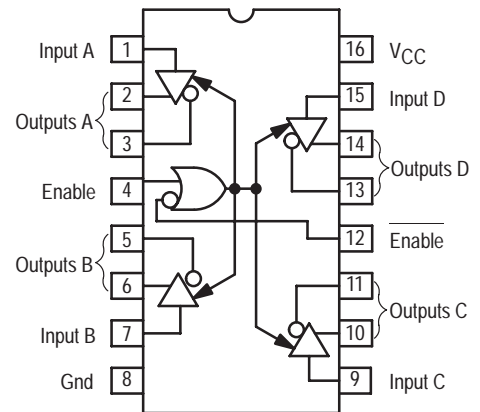 Input A 1
2
Outputs A
3
Enable 4
5
Outputs B
6
Input B 7
Gnd 8
16 VCC
15 Input D
14
Outputs D
13
12 Enable
11
Outputs C
10
9 Input C